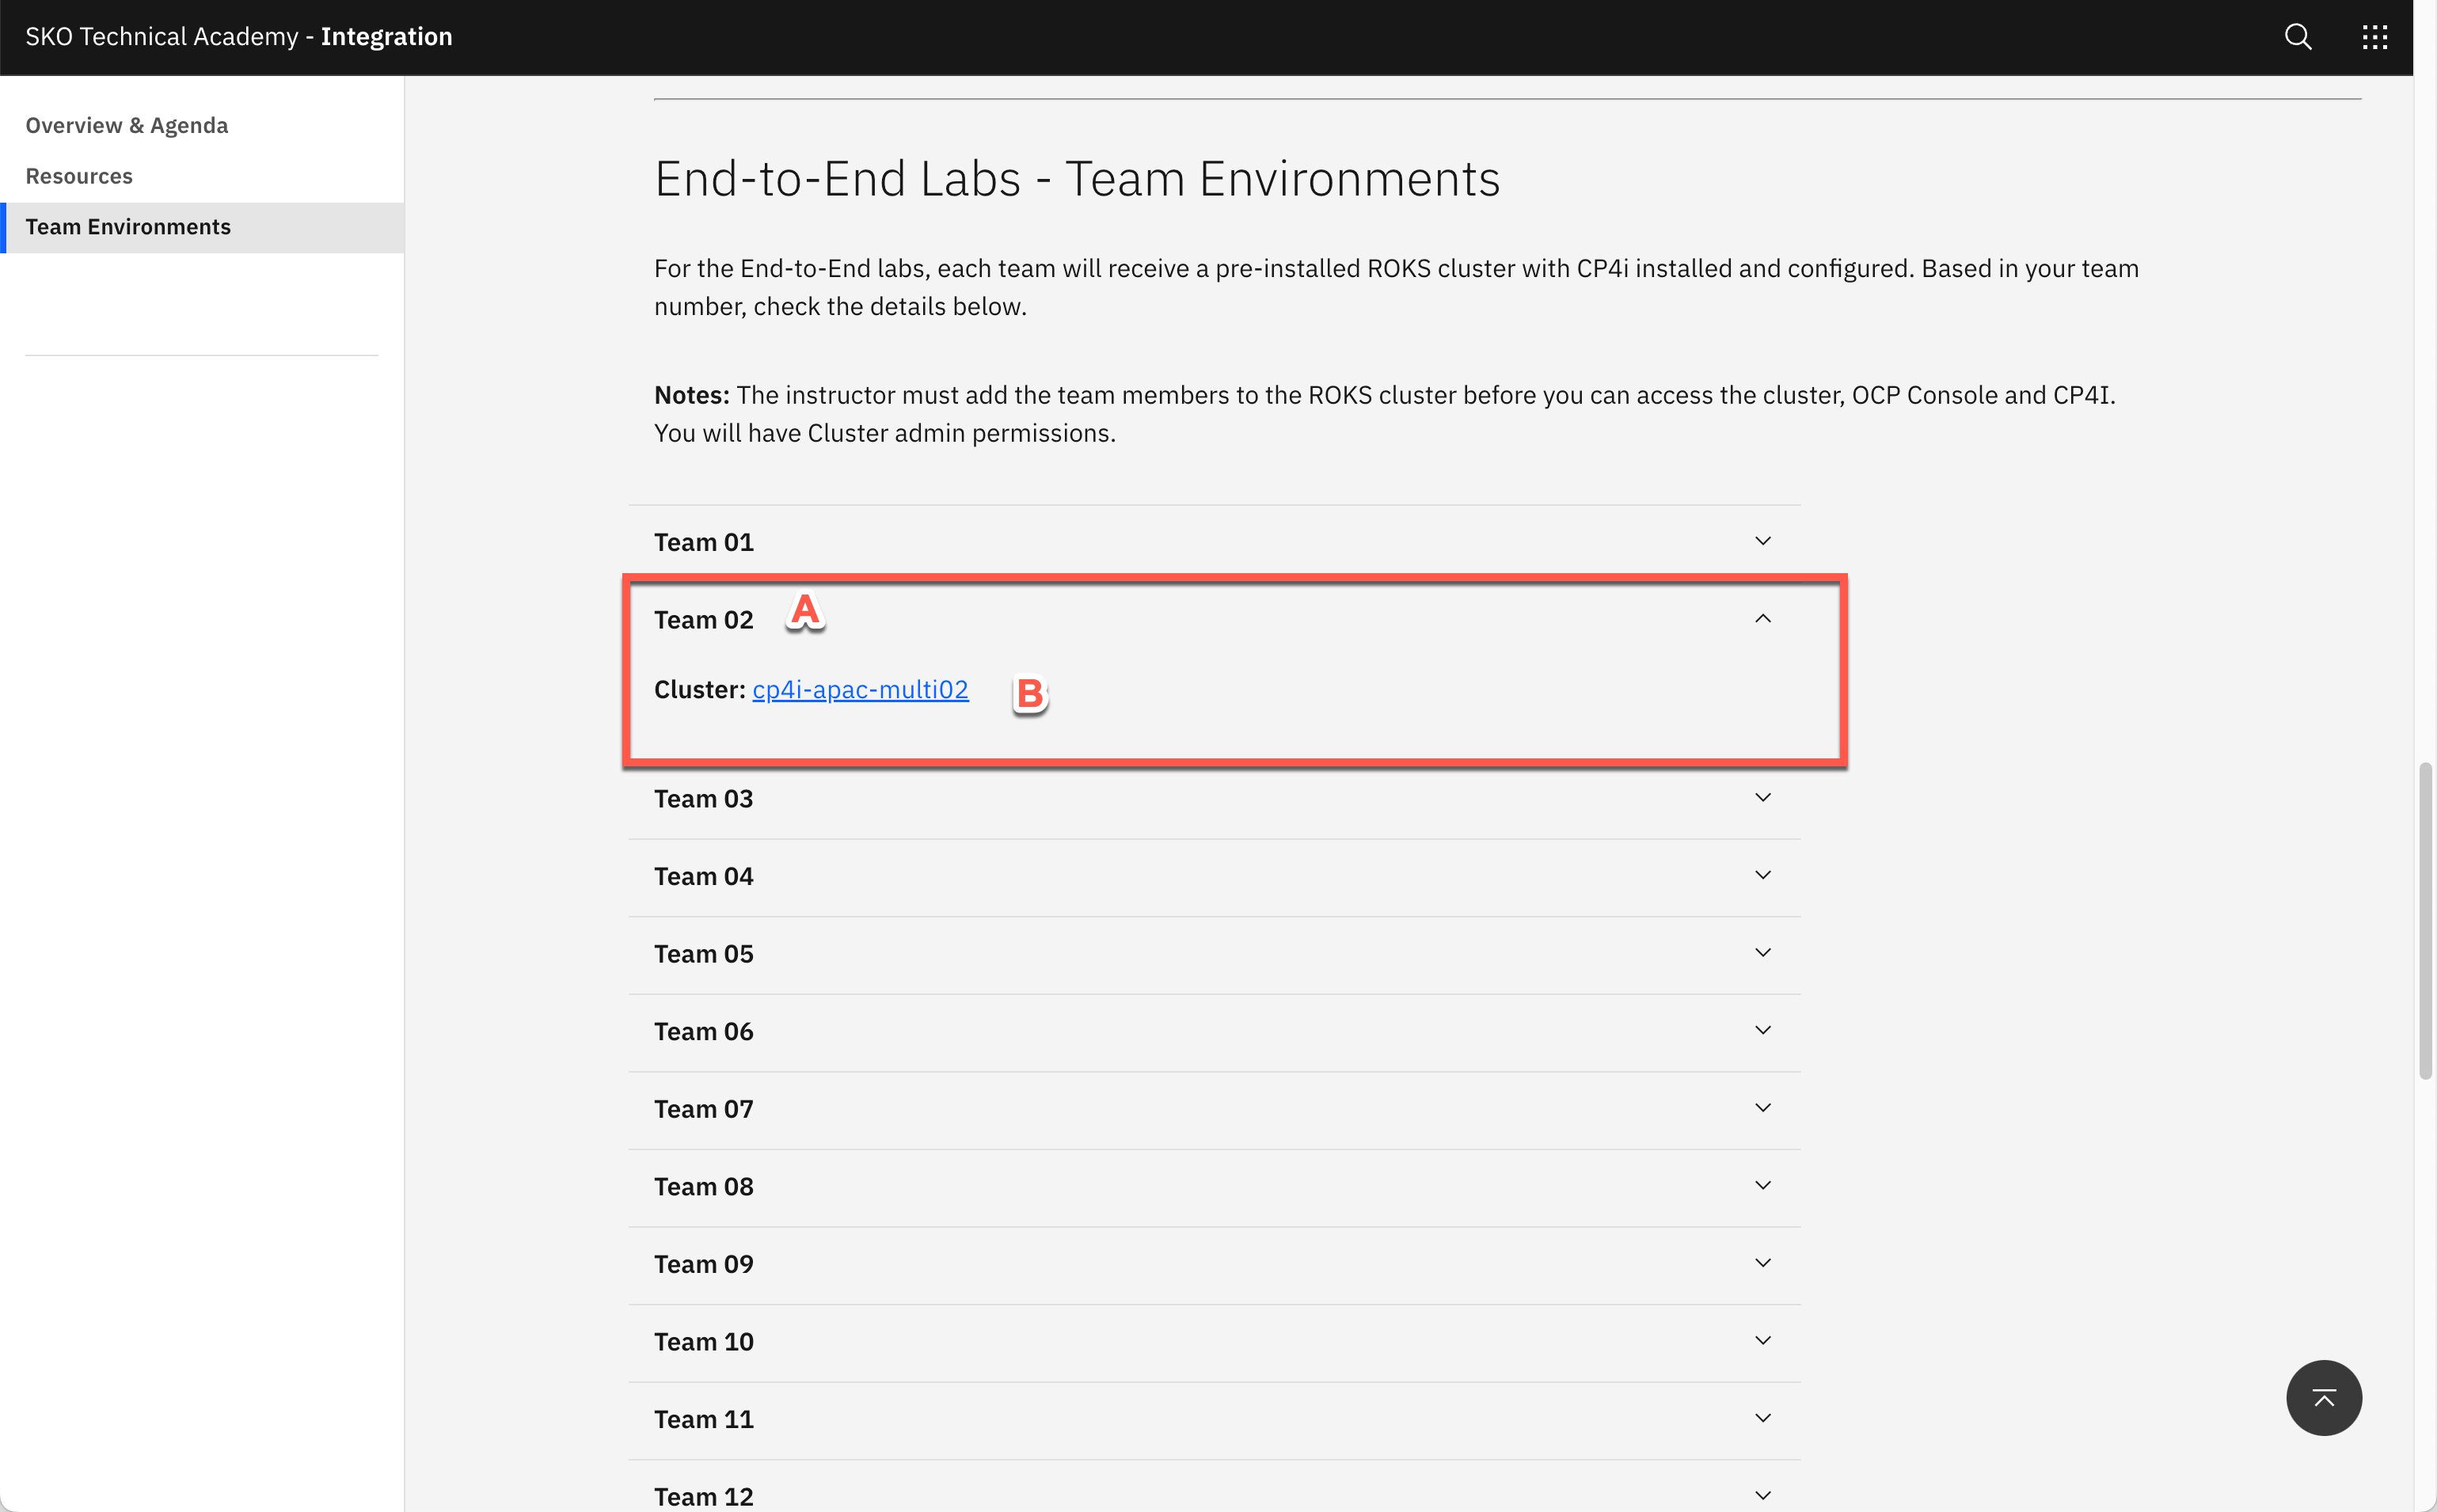 SKO Technical Academy - Integration
Overview & Agenda
Resources
Team Environments
End-to-End Labs - Team Environments
For the End-to-End labs, each team will receive a pre-installed ROKS cluster with CP4i installed and configured. Based in your team
number, check the details below.
Notes: The instructor must add the team members to the ROKS cluster before you can access the cluster, OCP Console and CP4I.
You will have Cluster admin permissions.
Team 01
Team 02 A
Cluster: cp4i-apac-multi02 B
Team 03
Team 04
Team 05
Team 06
Team 07
Team 08
Team 09
Team 10
Team 11
Team 12